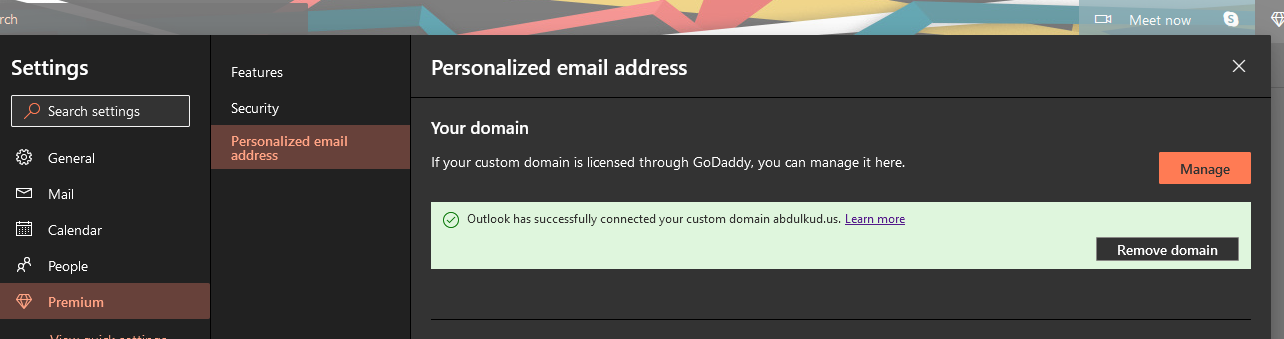 rch
Meet now
Settings
Search settings
General
Mail
Calendar
People
Premium
View quick settings
Features
Security
Personalized email
address
Personalized email address
Your domain
If your custom domain is licensed through GoDaddy, you can manage it here.
Manage
Outlook has successfully connected your custom domain abdulkud.us. Learn more
Remove domain